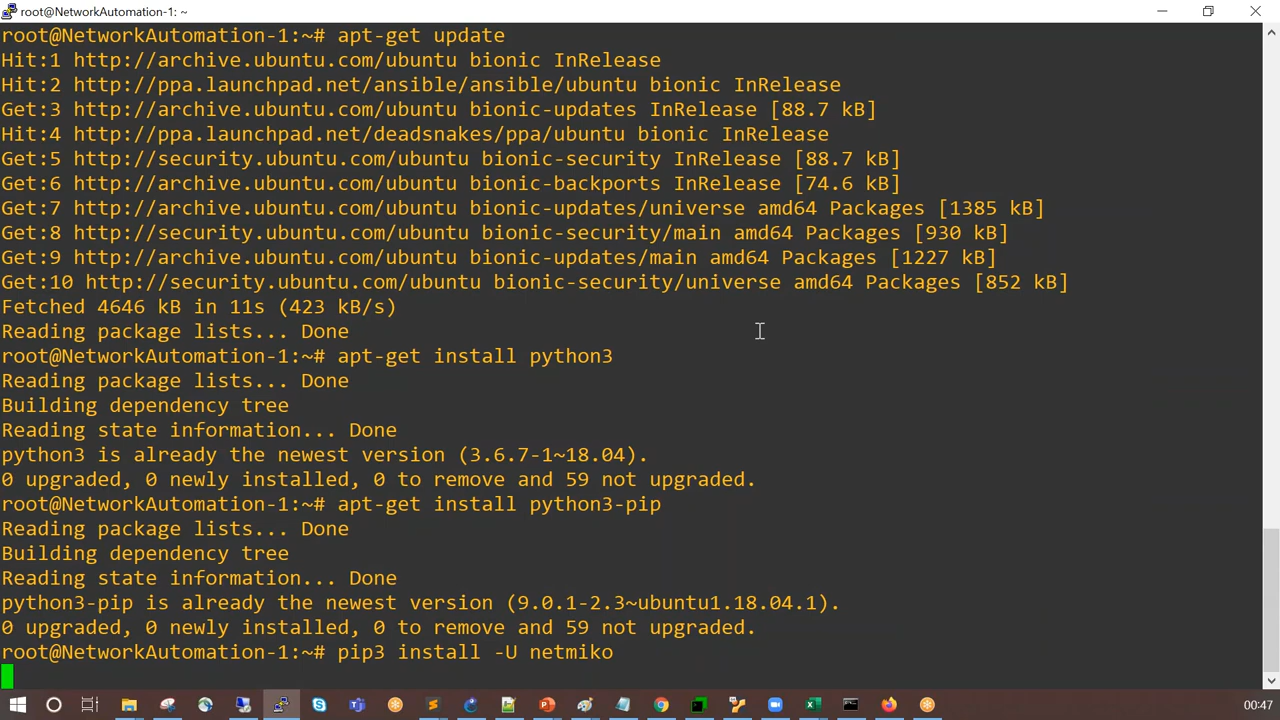 root@NetworkAutomation-1: ~
root@NetworkAutomation-1:~# apt-get update
Hit:1 http://archive.ubuntu.com/ubuntu bionic InRelease
Hit:2 http://ppa.launchpad.net/ansible/ansible/ubuntu bionic InRelease
Get:3 http://archive.ubuntu.com/ubuntu bionic-updates InRelease [88.7 kB]
Hit:4 http://ppa.launchpad.net/deadsnakes/ppa/ubuntu bionic InRelease
Get:5 http://security.ubuntu.com/ubuntu bionic-security InRelease [88.7 kB]
Get:6 http://archive.ubuntu.com/ubuntu bionic-backports InRelease [74.6 kB]
Get:7 http://archive.ubuntu.com/ubuntu bionic-updates/universe amd64 Packages [1385 kB]
Get:8 http://security.ubuntu.com/ubuntu bionic-security/main amd64 Packages [930 kB]
Get:9 http://archive.ubuntu.com/ubuntu bionic-updates/main amd64 Packages [1227 kB]
Get:10 http://security.ubuntu.com/ubuntu bionic-security/universe amd64 Packages [852 kB]
Fetched 4646 kB in 11s (423 kB/s)
Reading package lists... Done
root@NetworkAutomation-1:~# apt-get install python3
Reading package lists... Done
Building dependency tree
Reading state information... Done
python3 is already the newest version (3.6.7-1~18.04).
0 upgraded, 0 newly installed, 0 to remove and 59 not upgraded.
root@NetworkAutomation-1:~# apt-get install python3-pip
Reading package lists... Done
Building dependency tree
Reading state information... Done
python3-pip is already the newest version (9.0.1-2.3~ubuntu1.18.04.1).
0 upgraded, 0 newly installed, 0 to remove and 59 not upgraded.
root@NetworkAutomation-1:~# pip3 install -U netmiko
00:47